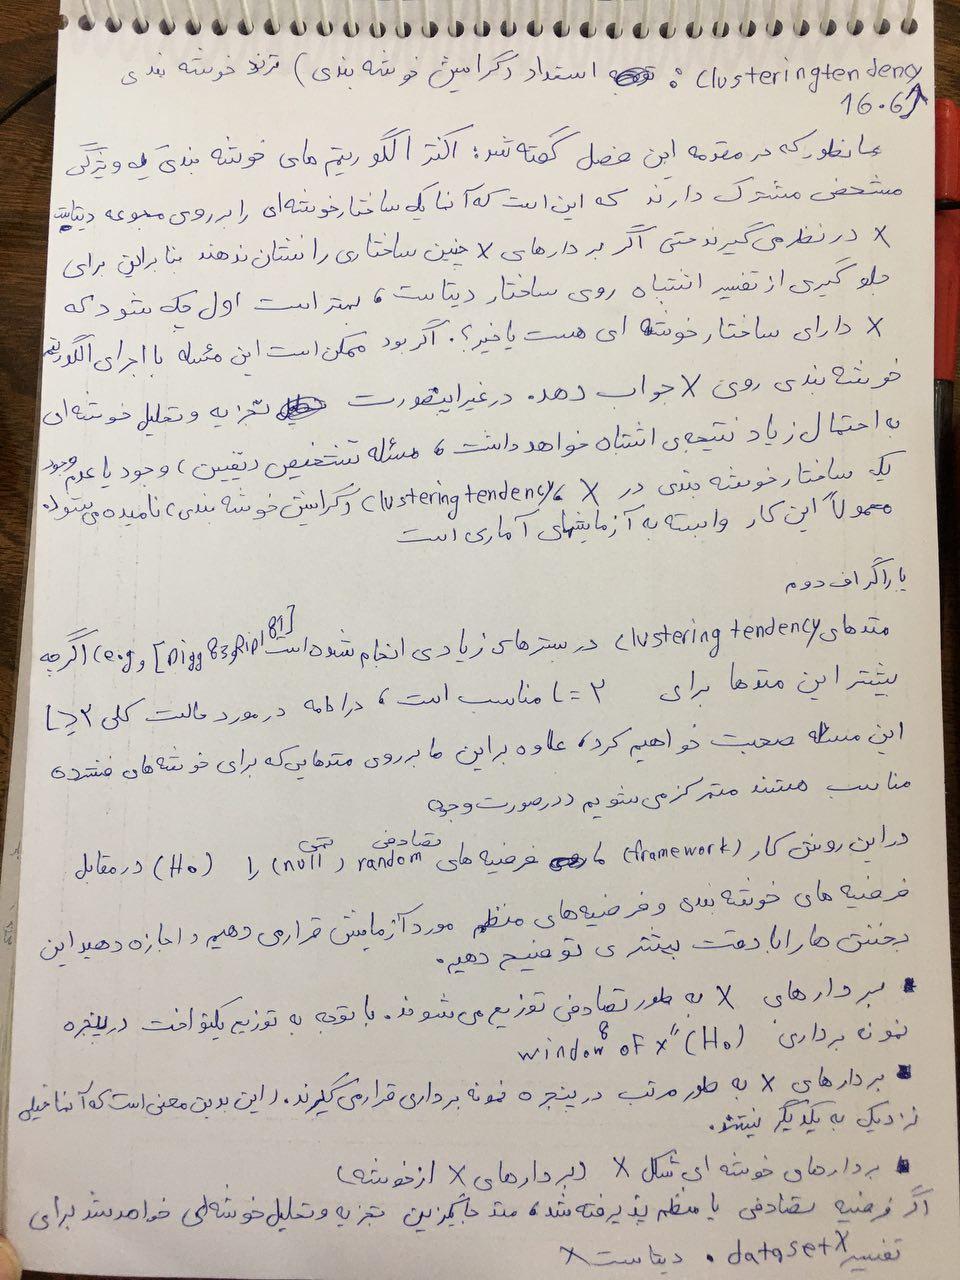 Clustering tendency : استعداد (گرایش خوشه بندی) ترند خوشه بندی
16.6
همانطور که در مقدمه این فصل گفته شد؛ اکثر الگوریتم های خوشه بندی یه ویژگی
مشخص مشترک دارند که این است که آنها یک ساختار خوشه ای را بر روی مجموعه دیتاست
X در نظر می گیرند حتی اگر بردارهای X چنین ساختاری را نشان ندهند بنابراین برای
جلوگیری از تفسیر اشتباه روی ساختار دیتاست، بهتر است اول چک شود که
X دارای ساختار خوشه ای هست یا خیر؟. اگر بود ممکن است این مسئله با اجرای الگوریتم
خوشه بندی روی X جواب دهد. در غیر اینصورت تجزیه و تحلیل خوشه ای
به احتمال زیاد نتیجه ی اشتباه خواهد داشت، مسئله تشخیص (تعیین) وجود یا عدم وجود
یک ساختار خوشه بندی در X، Clustering tendency (گرایش خوشه بندی) نامیده می شود.
معمولاً این کار وابسته به آزمایشهای آماری است
پاراگراف دوم
متدهای Clustering tendency در بسترهای زیادی انجام شده است (e.g., [Digg 83, Ripl 81] اگرچه
بیشتر این متدها برای l = ۲ مناسب است، در ادامه در مورد حالت کلی l ≥ ۲
این مسئله صحبت خواهیم کرد، علاوه بر این ما بر روی متدهایی که برای خوشه های فشرده
مناسب هستند متمرکز می شویم (در صورت وجود
در این روش کار (framework) ما فرضیه های random تصادفی (null) تهی را (H0) در مقابل
فرضیه های خوشه بندی و فرضیه های منظم مورد آزمایش قرار می دهیم و اجازه دهید این
بخش ها را با دقت بیشتری توضیح دهیم.
• بردارهای X به طور تصادفی توزیع می شوند. با توجه به توزیع یکنواخت در پنجره
نمونه برداری window of X" (H0)
• بردارهای X به طور مرتب در پنجره نمونه برداری قرار می گیرند. (این بدین معنی است که آنها خیلی
نزدیک به یکدیگر نیستند.
• بردارهای خوشه ای شکل X (بردارهای X از خوشه)
اگر فرضیه تصادفی یا منظم پذیرفته شد، متد جایگزین تجزیه و تحلیل خوشه ای خواهد شد برای
تفسیر dataset X . دیتاست X